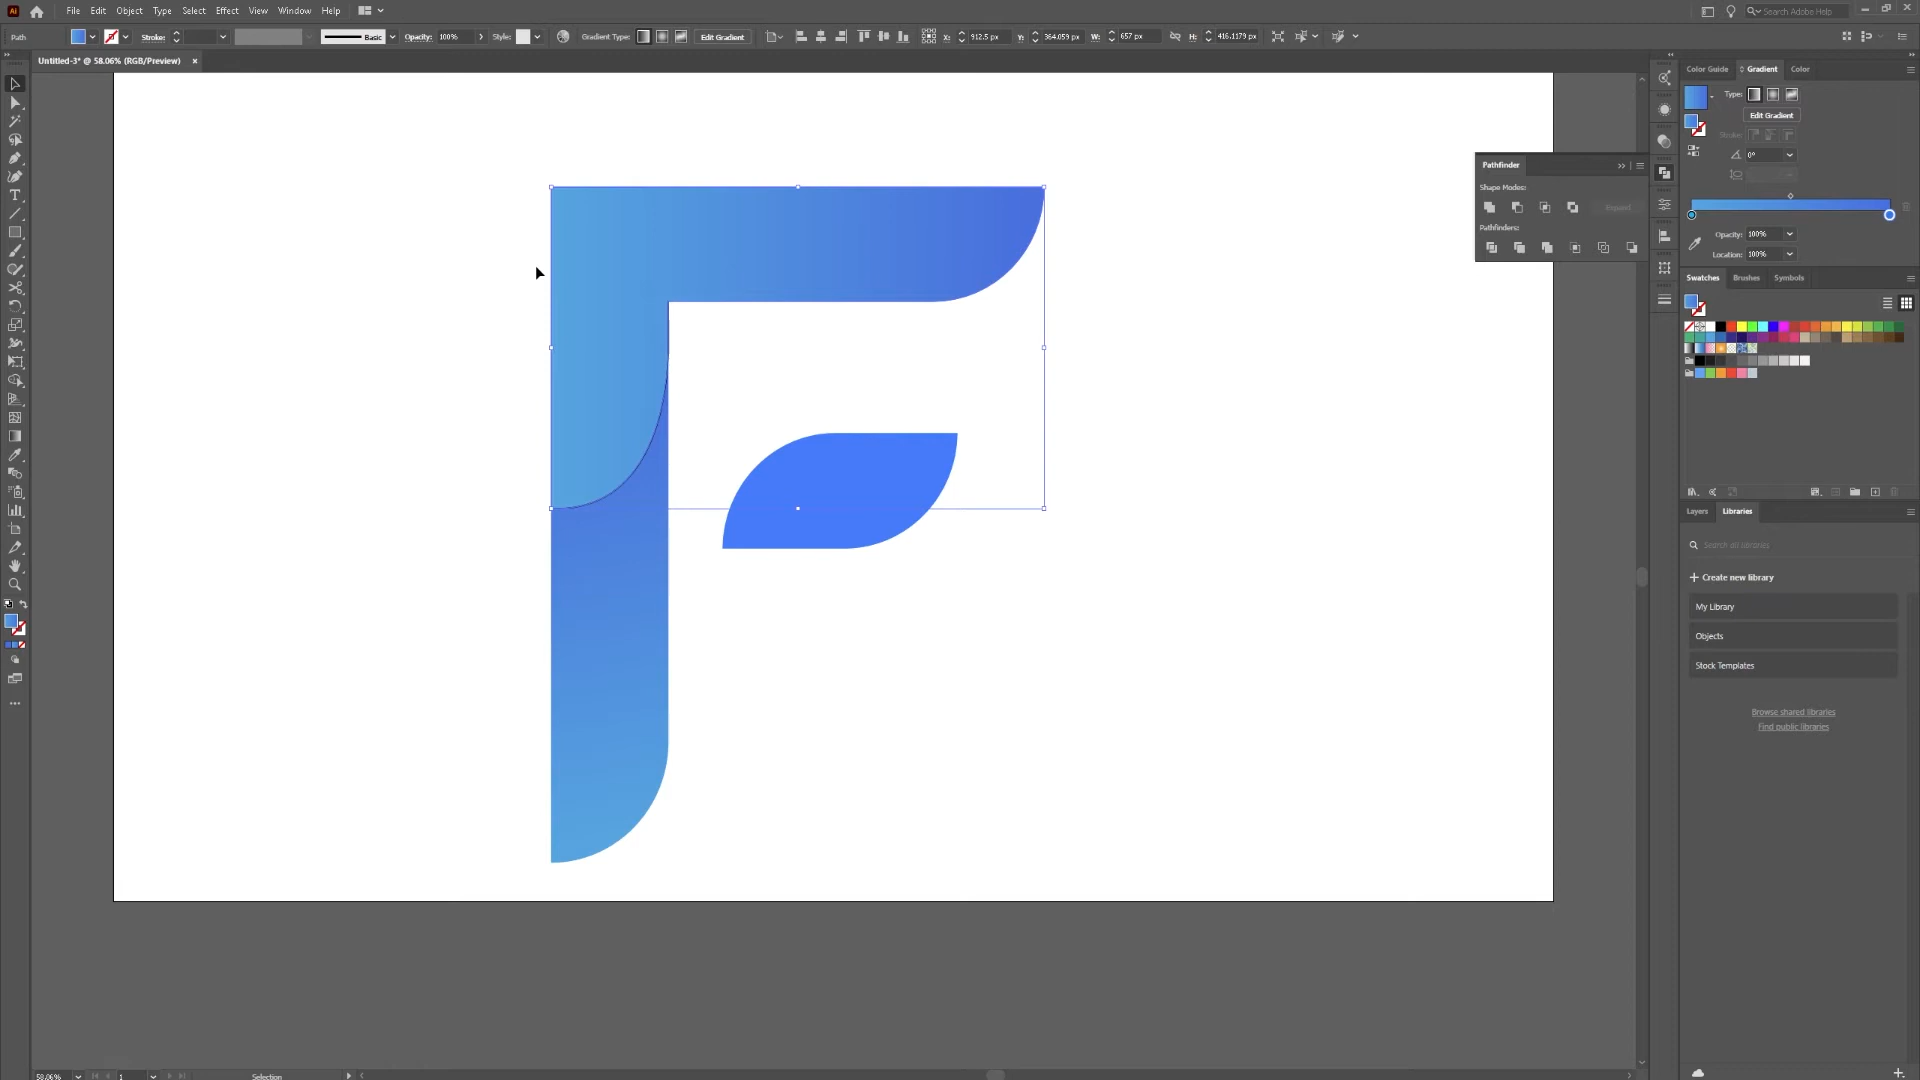 Ai File Edit Object Type Select Effect View Window Help Search Adobe Help
Path Stroke: Basic Opacity: 100% Style: Gradient Type: Edit Gradient X: 912.5 px Y: 364.059 px W: 657 px H: 416.1179 px
Untitled-3* @ 58.06% (RGB/Preview) ×
Color Guide Gradient Color
Type:
Edit Gradient
Stroke:
0°
Opacity: 100%
Location: 100%
Pathfinder
Shape Modes:
Expand
Pathfinders:
Swatches Brushes Symbols
Layers Libraries
Search all libraries
+ Create new library
My Library
Objects
Stock Templates
Browse shared libraries
Find public libraries
58.06% 1 Selection